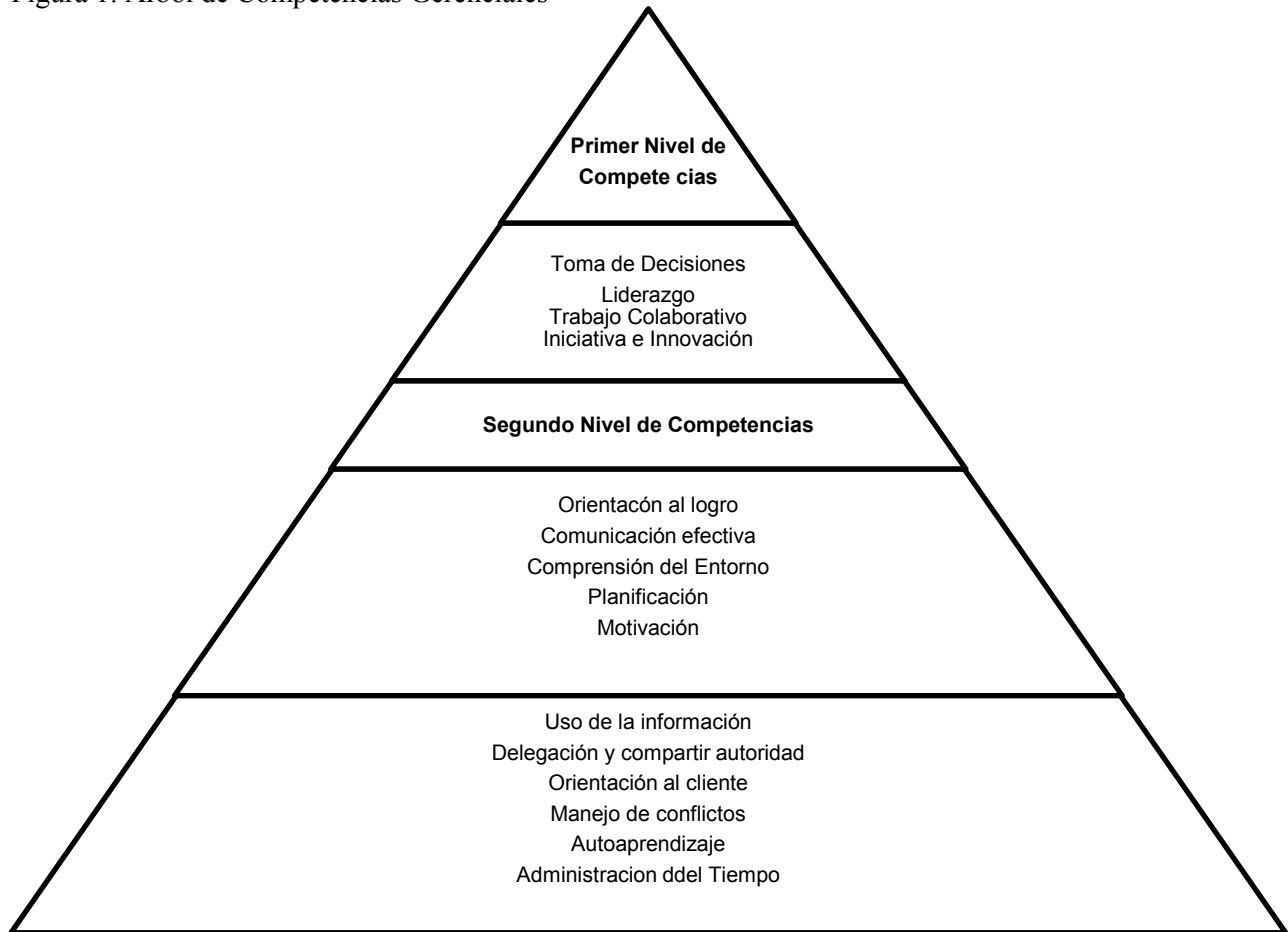 Figura 1. Árbol de Competencias Gerenciales
Primer Nivel de
Compete cias
Toma de Decisiones
Liderazgo
Trabajo Colaborativo
Iniciativa e Innovación
Segundo Nivel de Competencias
Orientacón al logro
Comunicación efectiva
Comprensión del Entorno
Planificación
Motivación
Uso de la información
Delegación y compartir autoridad
Orientación al cliente
Manejo de conflictos
Autoaprendizaje
Administracion ddel Tiempo